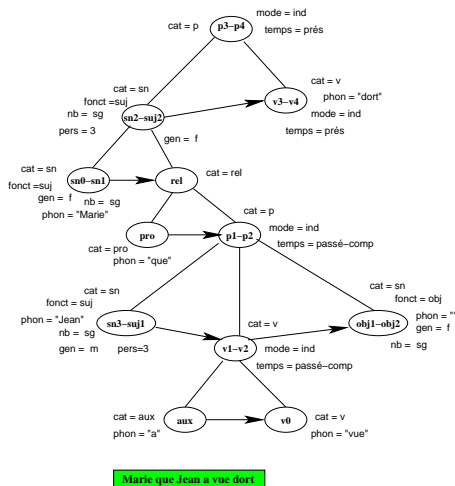 mode = ind
cat = p
p3−p4
temps = prés
cat = sn
fonct =suj
nb = sg
pers = 3
sn2−suj2
gen = f
cat = v
v3−v4
phon = "dort"
mode = ind
temps = prés
cat = sn
fonct =suj
gen = f
nb = sg
phon = "Marie"
sn0−sn1
rel
cat = rel
pro
cat = pro
phon = "que"
cat = p
p1−p2
mode = ind
temps = passé−comp
cat = sn
fonct = suj
phon = "Jean"
nb = sg
gen = m
sn3−suj1
pers=3
cat = v
v1−v2
mode = ind
temps = passé−comp
cat = sn
fonct = obj
phon = ""
obj1−obj2
gen = f
nb = sg
cat = aux
aux
phon = "a"
v0
cat = v
phon = "vue"
Marie que Jean a vue dort